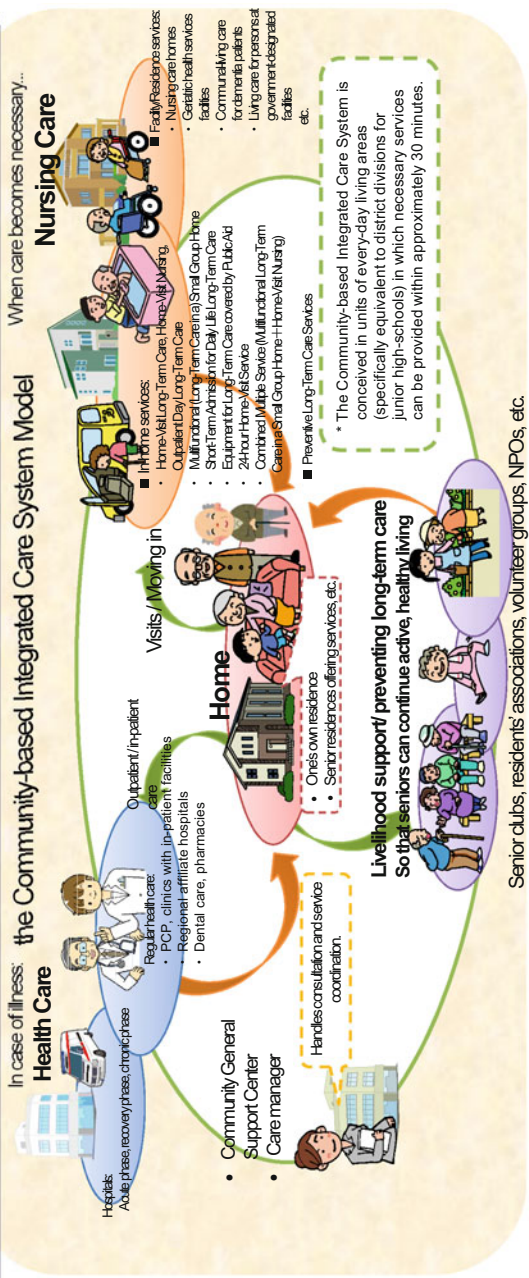 the Community-based Integrated Care System Model
In case of illness:
Health Care
Hospitals:
Acute phase, recovery phase, chronic phase
Regular health care:
・ PCP, clinics with in-patient facilities
・ Regional affiliate hospitals
・ Dental care, pharmacies
Outpatient/in-patient
care
Visits / Moving in
When care becomes necessary...
Nursing Care
■ In-Home services:
・ Home-Visit Long-Term Care, Home-Visit Nursing,
Outpatient Day Long-Term Care
・ Multifunctional (Long-Term Care in a) Small Group Home
・ Short-Term Admission for Daily Life Long-Term Care
・ Equipment for Long-Term Care covered by Public Aid
・ 24-hour Home-Visit Service
・ Combined Multiple Service (Multifunctional Long-Term
Care in a Small Group Home + Home-Visit Nursing)
■ Preventive Long-Term Care Services
■ Facility/Residence services:
・ Nursing care homes
・ Geriatric health services
facilities
・ Communal-living care
for dementia patients
・ Living care for persons at
government-designated
facilities
etc.
• Community General
Support Center
• Care manager
Handles consultation and service
coordination.
Home
• One's own residence
• Senior residences offering services, etc.
Livelihood support/ preventing long-term care
So that seniors can continue active, healthy living
Senior clubs, residents' associations, volunteer groups, NPOs, etc.
* The Community-based Integrated Care System is
conceived in units of every-day living areas
(specifically equivalent to district divisions for
junior high-schools) in which necessary services
can be provided within approximately 30 minutes.